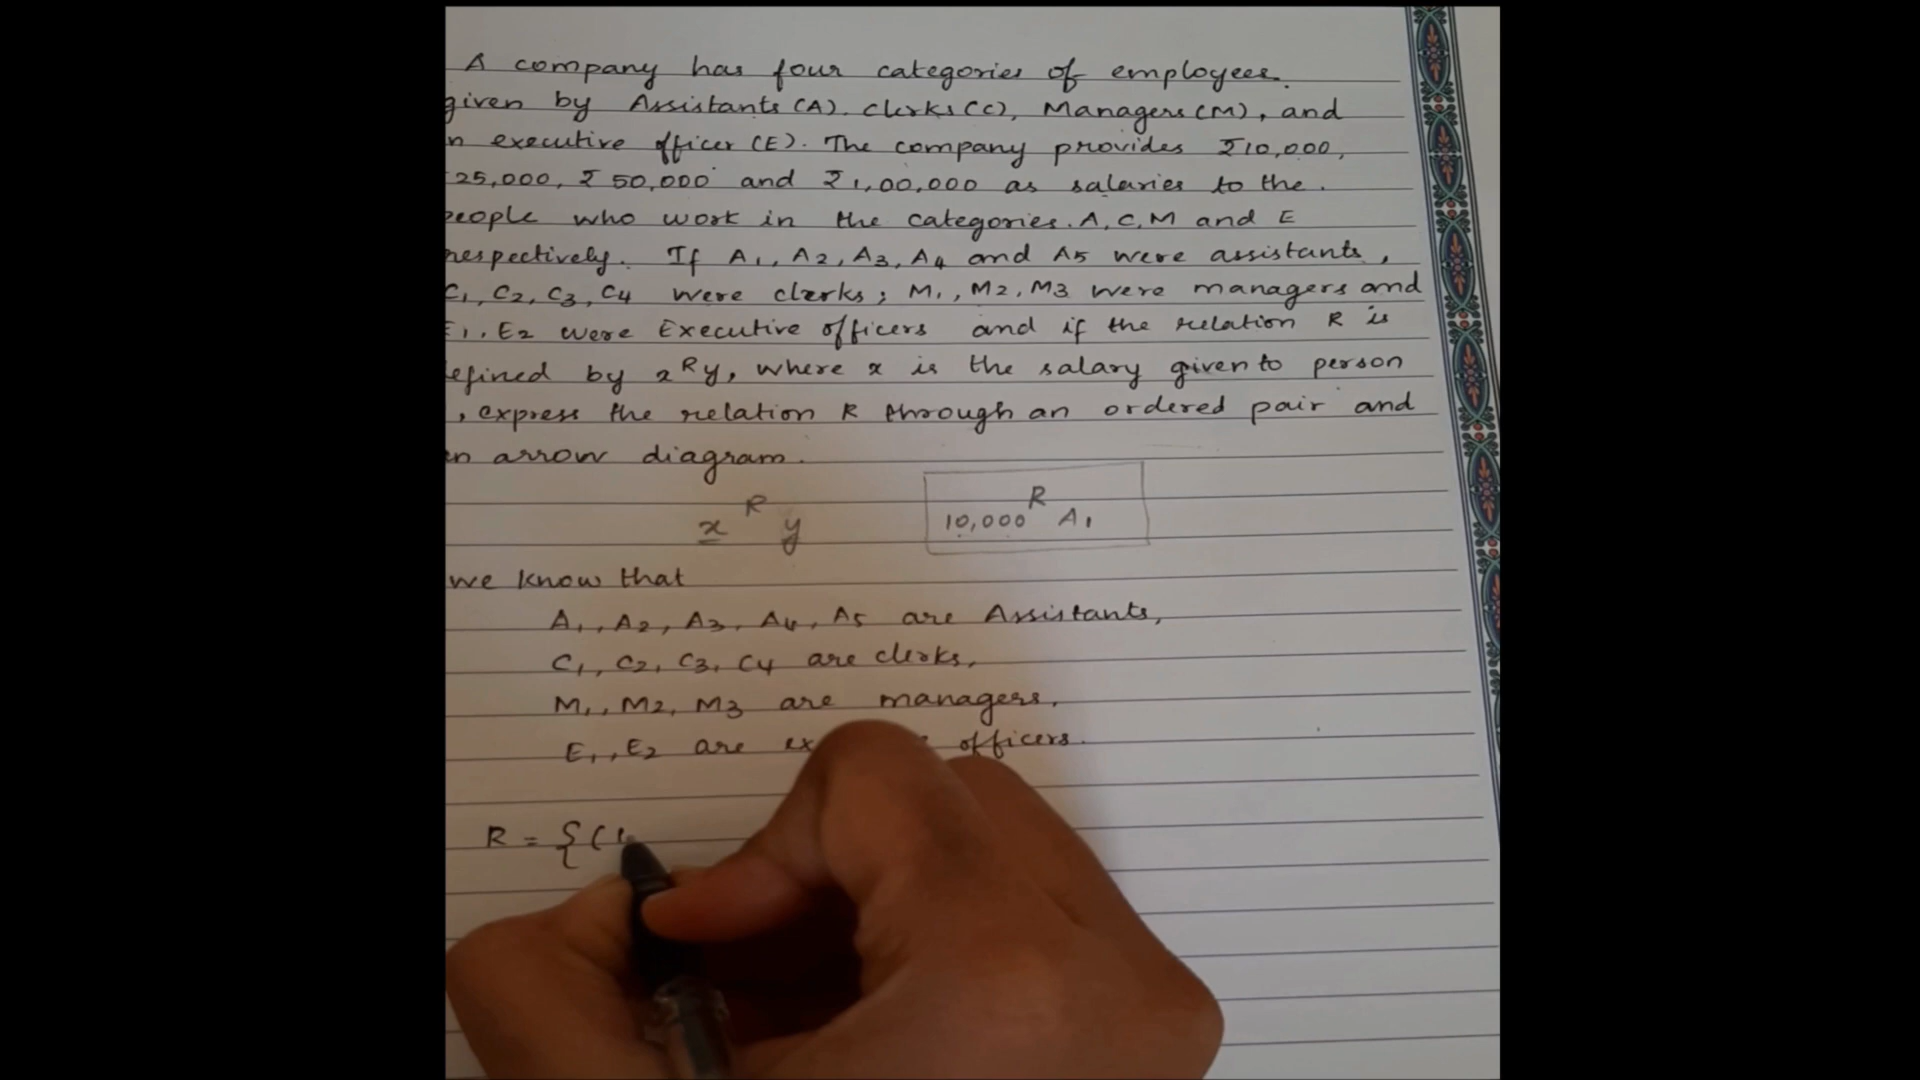 A company has four categories of employees.
given by Assistants (A). Clerks (C), Managers (M), and
n executive officer (E). The company provides ₹10,000,
25,000, ₹50,000 and ₹1,00,000 as salaries to the.
people who work in the categories. A, C, M and E
respectively. If A1, A2, A3, A4 and A5 were assistants,
C1, C2, C3, C4 were clerks; M1, M2, M3 were managers and
E1, E2 were Executive officers and if the relation R is
efined by xRy, where x is the salary given to person
, express the relation R through an ordered pair and
n arrow diagram.
x R y
10,000 R A1
we know that
A1, A2, A3, A4, A5 are Assistants,
C1, C2, C3, C4 are clerks,
M1, M2, M3 are managers,
E1, E2 are ex officers.
R = {(1